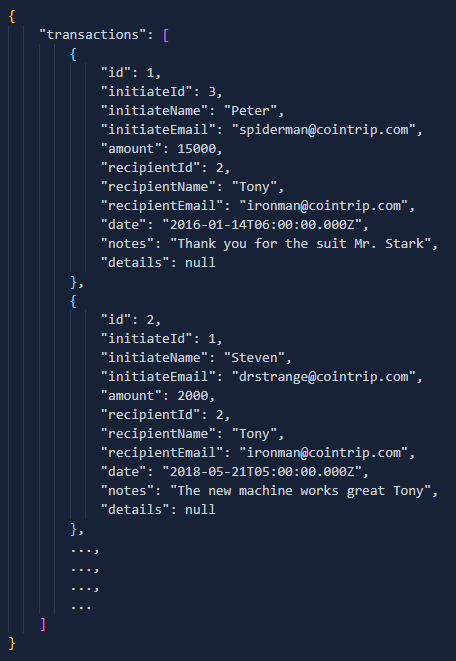 {
    "transactions": [
        {
            "id": 1,
            "initiateId": 3,
            "initiateName": "Peter",
            "initiateEmail": "spiderman@cointrip.com",
            "amount": 15000,
            "recipientId": 2,
            "recipientName": "Tony",
            "recipientEmail": "ironman@cointrip.com",
            "date": "2016-01-14T06:00:00.000Z",
            "notes": "Thank you for the suit Mr. Stark",
            "details": null
        },
        {
            "id": 2,
            "initiateId": 1,
            "initiateName": "Steven",
            "initiateEmail": "drstrange@cointrip.com",
            "amount": 2000,
            "recipientId": 2,
            "recipientName": "Tony",
            "recipientEmail": "ironman@cointrip.com",
            "date": "2018-05-21T05:00:00.000Z",
            "notes": "The new machine works great Tony",
            "details": null
        },
        ...,
        ...,
        ...,
        ...
    ]
}